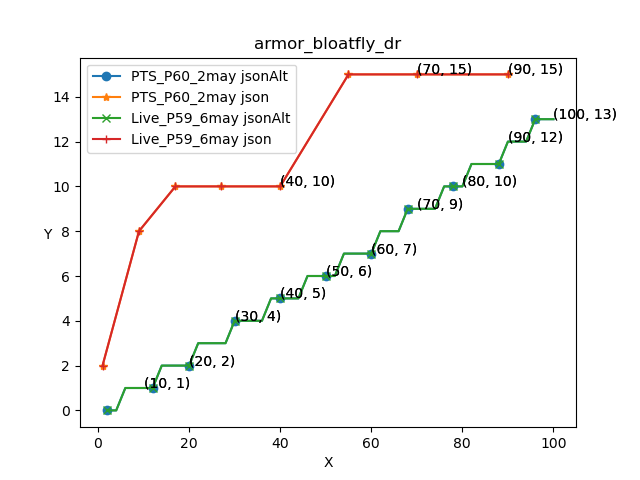 armor_bloatfly_dr
PTS_P60_2may jsonAlt
PTS_P60_2may json
Live_P59_6may jsonAlt
Live_P59_6may json
(70, 15)
(90, 15)
(100, 13)
(90, 12)
(40, 10)
(80, 10)
(70, 9)
(60, 7)
(50, 6)
(40, 5)
(30, 4)
(20, 2)
(10, 1)
Y
14
12
10
8
6
4
2
0
0 20 40 60 80 100
X